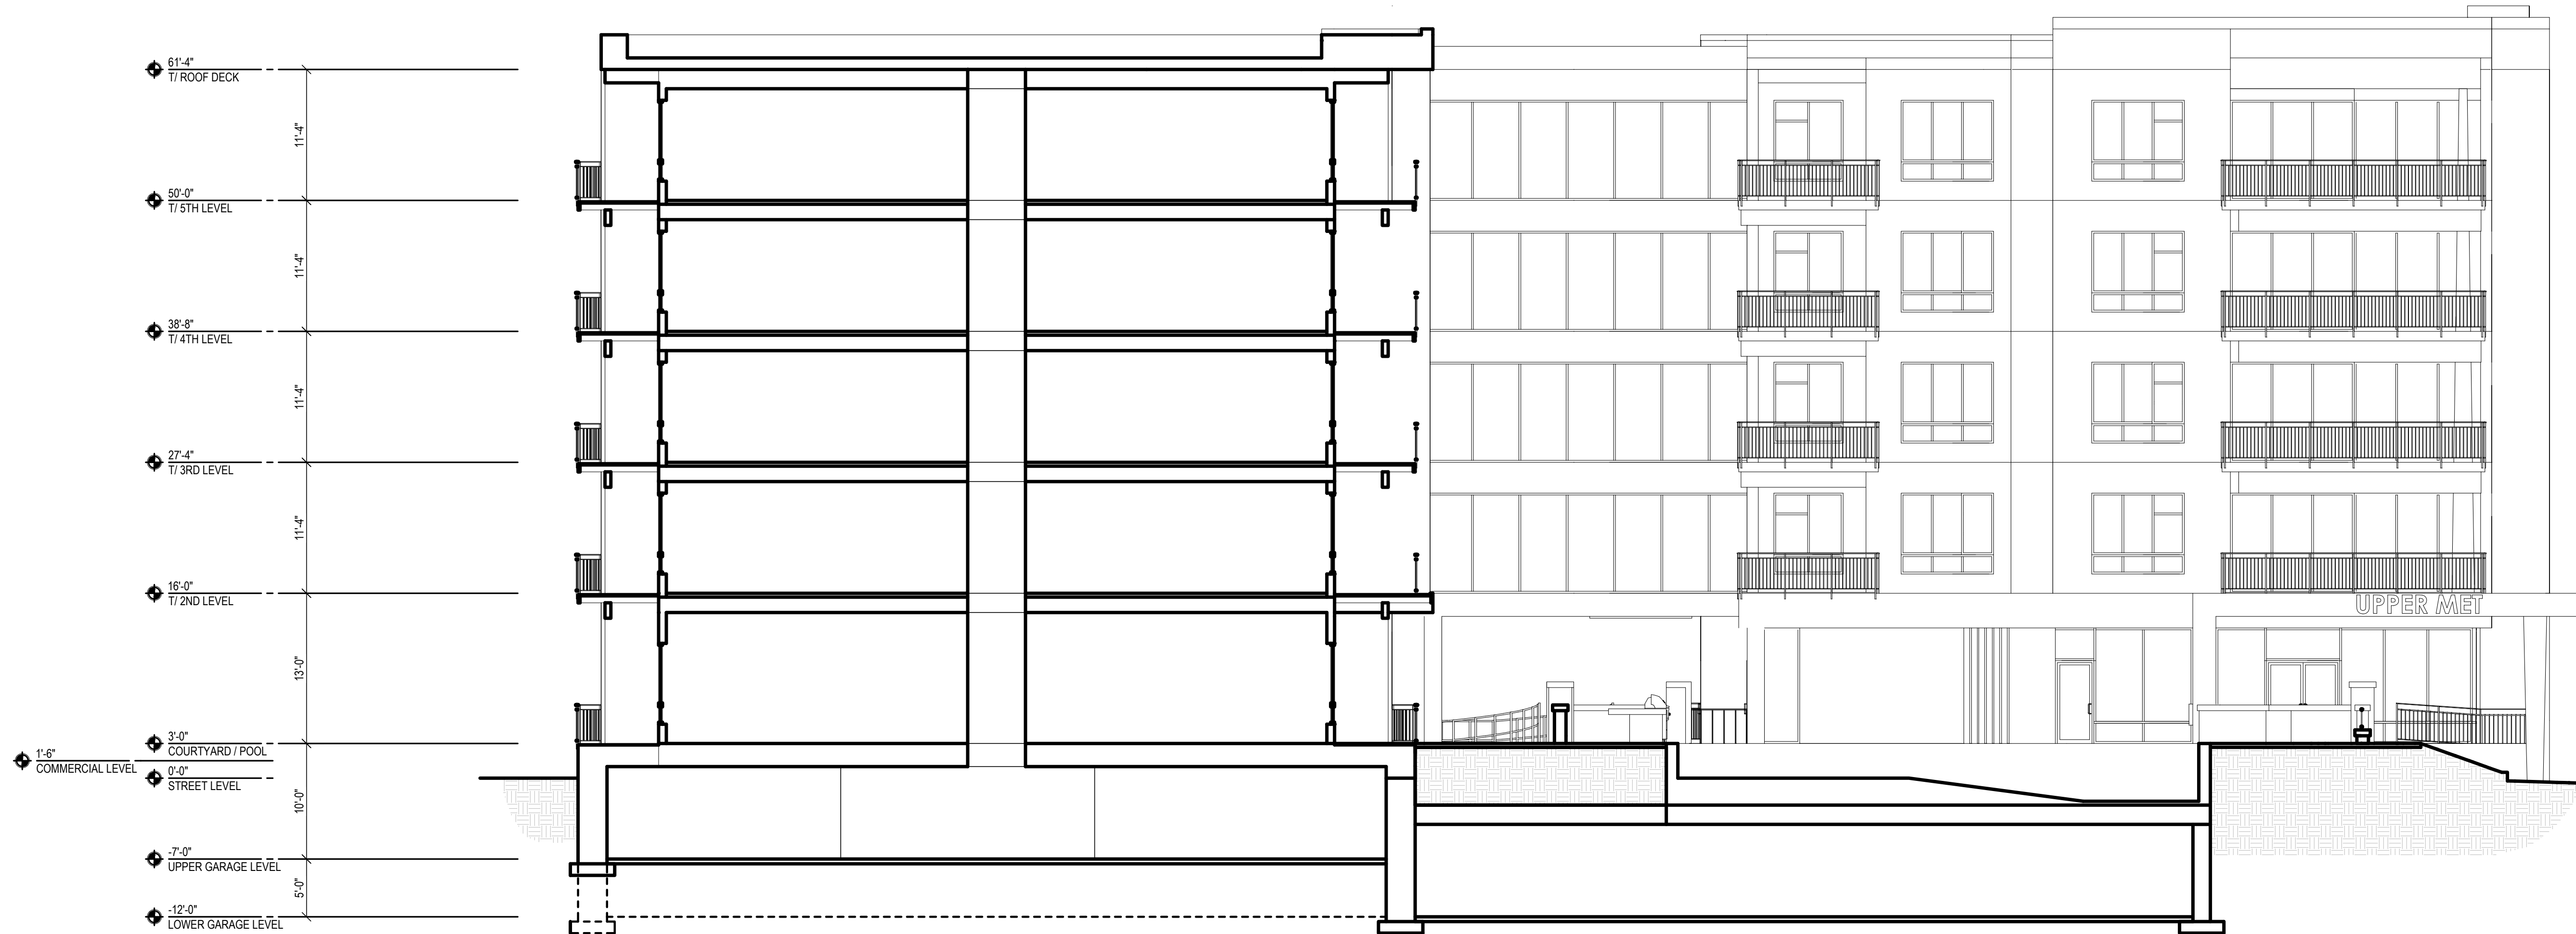 61'-4"
T/ ROOF DECK
11'-4"
50'-0"
T/ 5TH LEVEL
11'-4"
38'-8"
T/ 4TH LEVEL
11'-4"
27'-4"
T/ 3RD LEVEL
11'-4"
16'-0"
T/ 2ND LEVEL
UPPER MET
13'-0"
3'-0"
COURTYARD / POOL
1'-6"
COMMERCIAL LEVEL
0'-0"
STREET LEVEL
10'-0"
-7'-0"
UPPER GARAGE LEVEL
5'-0"
-12'-0"
LOWER GARAGE LEVEL